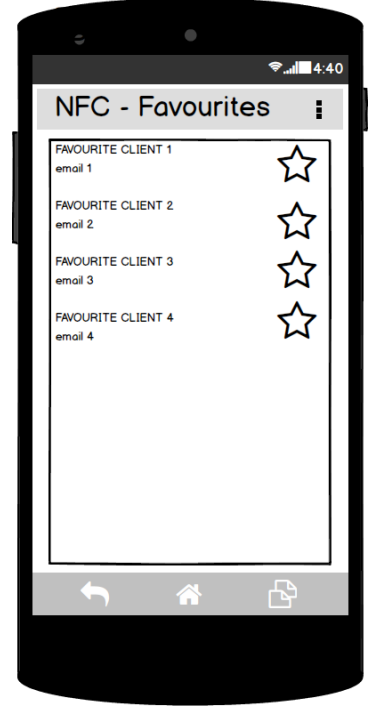 4:40
NFC - Favourites
FAVOURITE CLIENT 1
email 1
FAVOURITE CLIENT 2
email 2
FAVOURITE CLIENT 3
email 3
FAVOURITE CLIENT 4
email 4